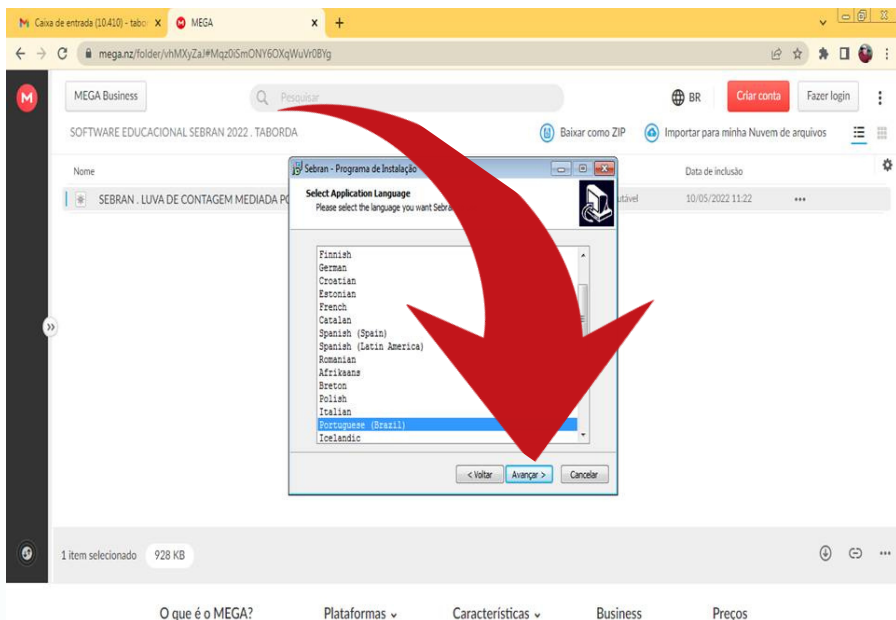 Caixa de entrada (10.410) - tabo
MEGA
mega.nz/folder/vhMXyZaJ#Mqz0iSmONY6OXqWuVr0BYg
M
MEGA Business
Pesquisar
BR
Criar conta
Fazer login
SOFTWARE EDUCACIONAL SEBRAN 2022 . TABORDA
Baixar como ZIP
Importar para minha Nuvem de arquivos
Nome
Data de inclusão
SEBRAN . LUVA DE CONTAGEM MEDIADA
10/05/2022 11:22
Sebran - Programa de Instalação
Select Application Language
Please select the language you want
Finnish
German
Croatian
Estonian
French
Catalan
Spanish (Spain)
Spanish (Latin America)
Romanian
Afrikaans
Breton
Polish
Italian
Portuguese (Brazil)
Icelandic
< Voltar
Avançar >
Cancelar
1 item selecionado
928 KB
O que é o MEGA?
Plataformas
Características
Business
Preços